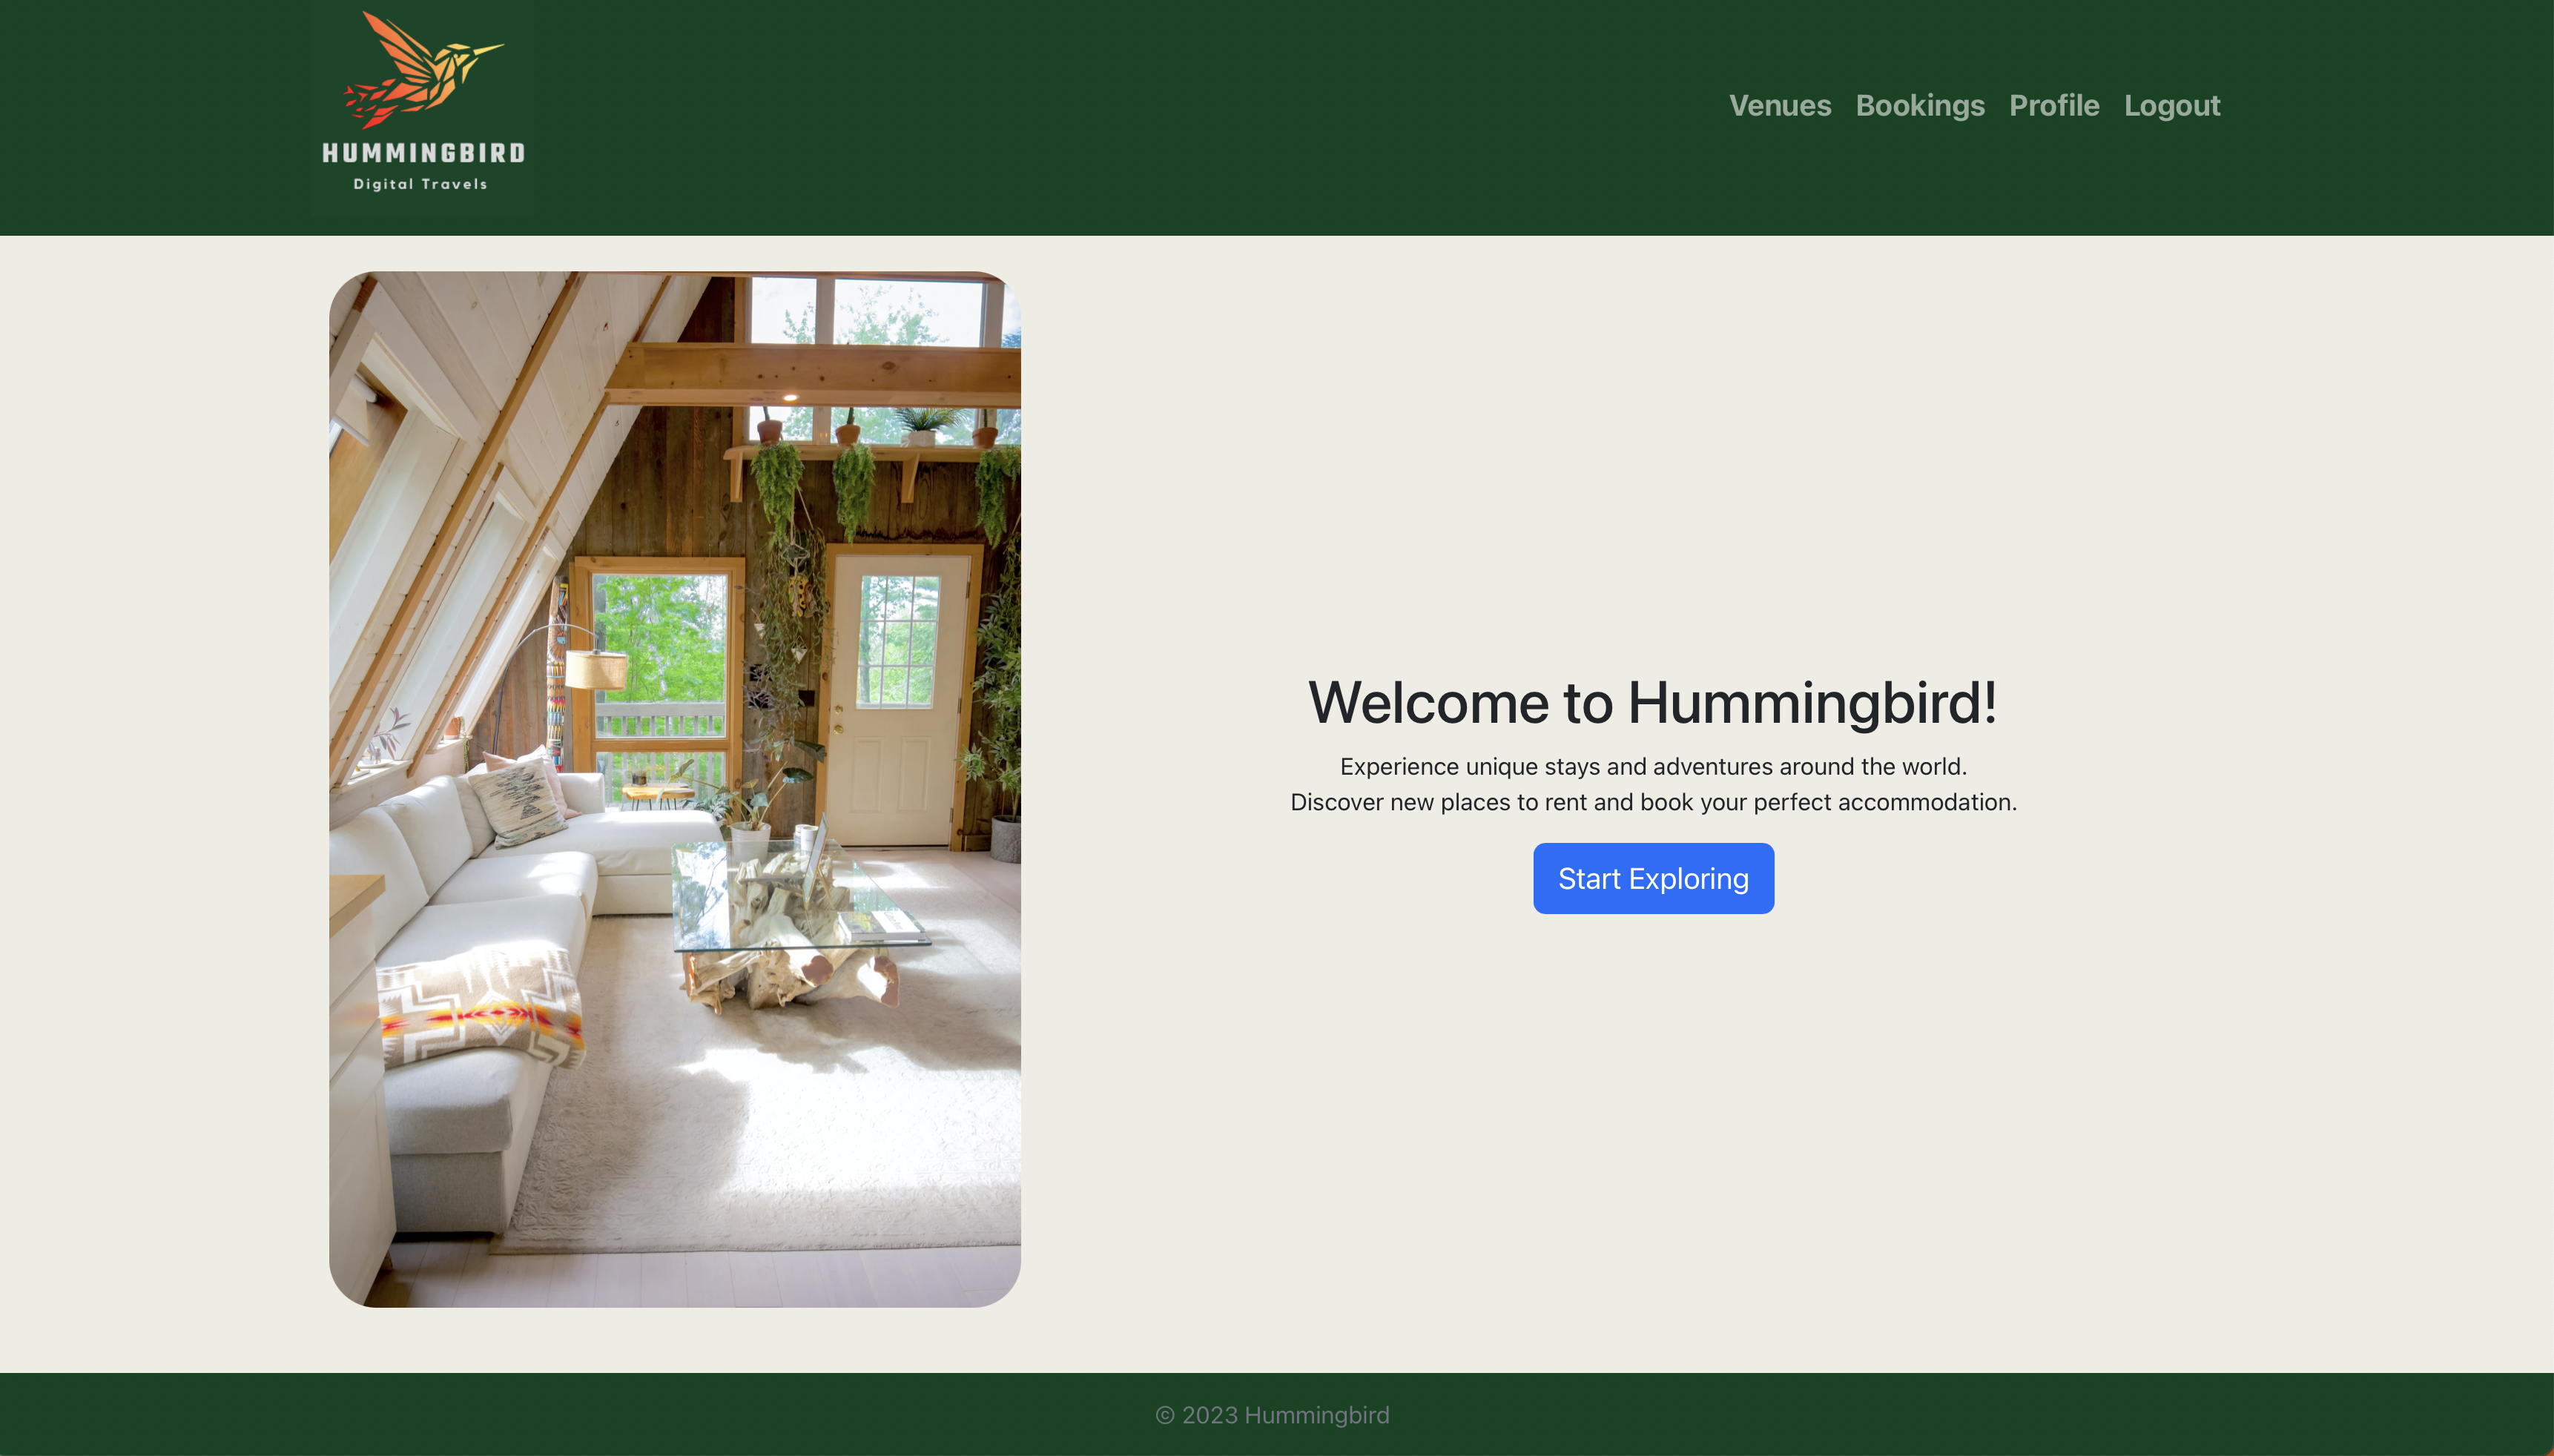 HUMMINGBIRD
Digital Travels
Venues Bookings Profile Logout
Welcome to Hummingbird!
Experience unique stays and adventures around the world.
Discover new places to rent and book your perfect accommodation.
Start Exploring
© 2023 Hummingbird